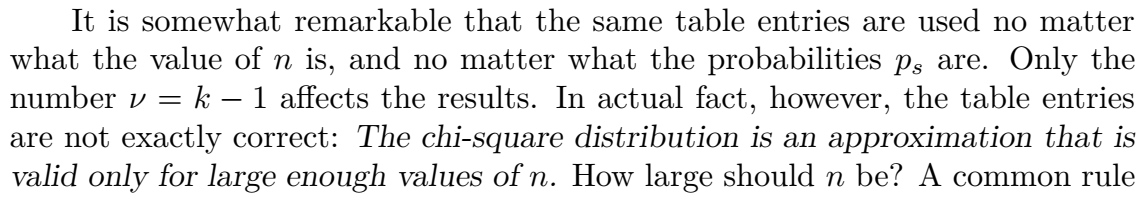 It is somewhat remarkable that the same table entries are used no matter
what the value of n is, and no matter what the probabilities pₛ are. Only the
number ν = k − 1 affects the results. In actual fact, however, the table entries
are not exactly correct: The chi-square distribution is an approximation that is
valid only for large enough values of n. How large should n be? A common rule